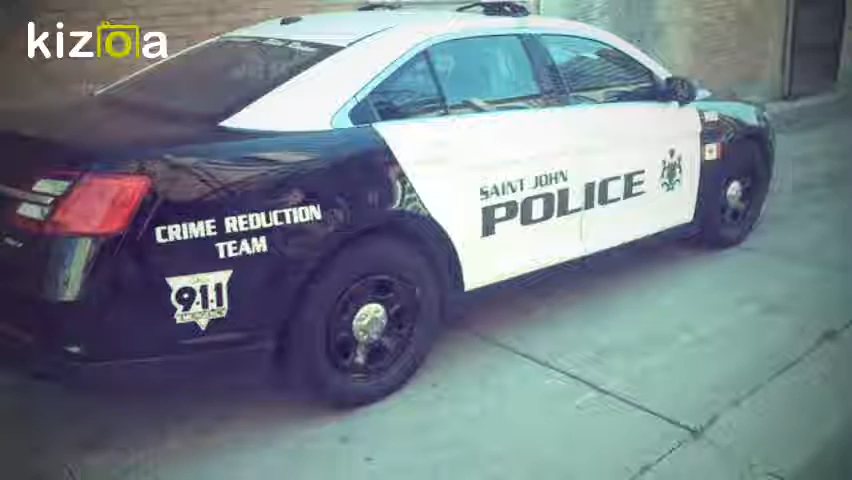 kizoa
SAINT JOHN
POLICE
CRIME REDUCTION
TEAM
911